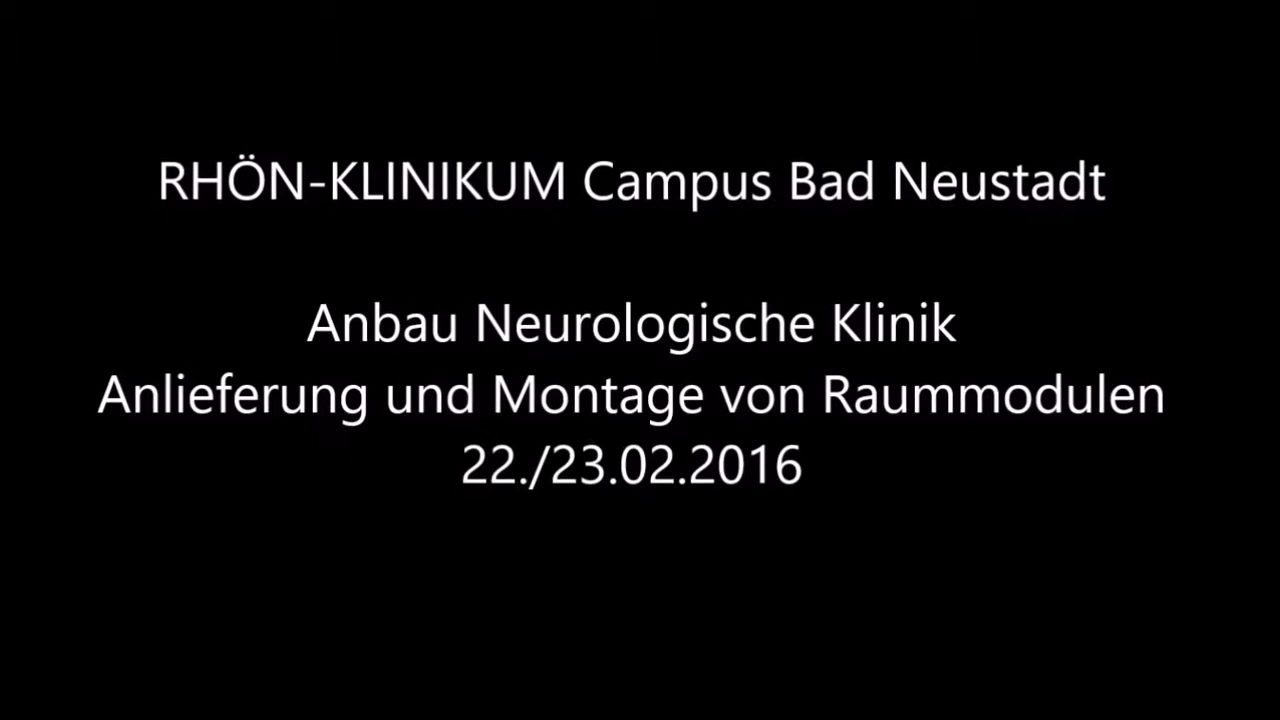 RHÖN-KLINIKUM Campus Bad Neustadt
Anbau Neurologische Klinik
Anlieferung und Montage von Raummodulen
22./23.02.2016